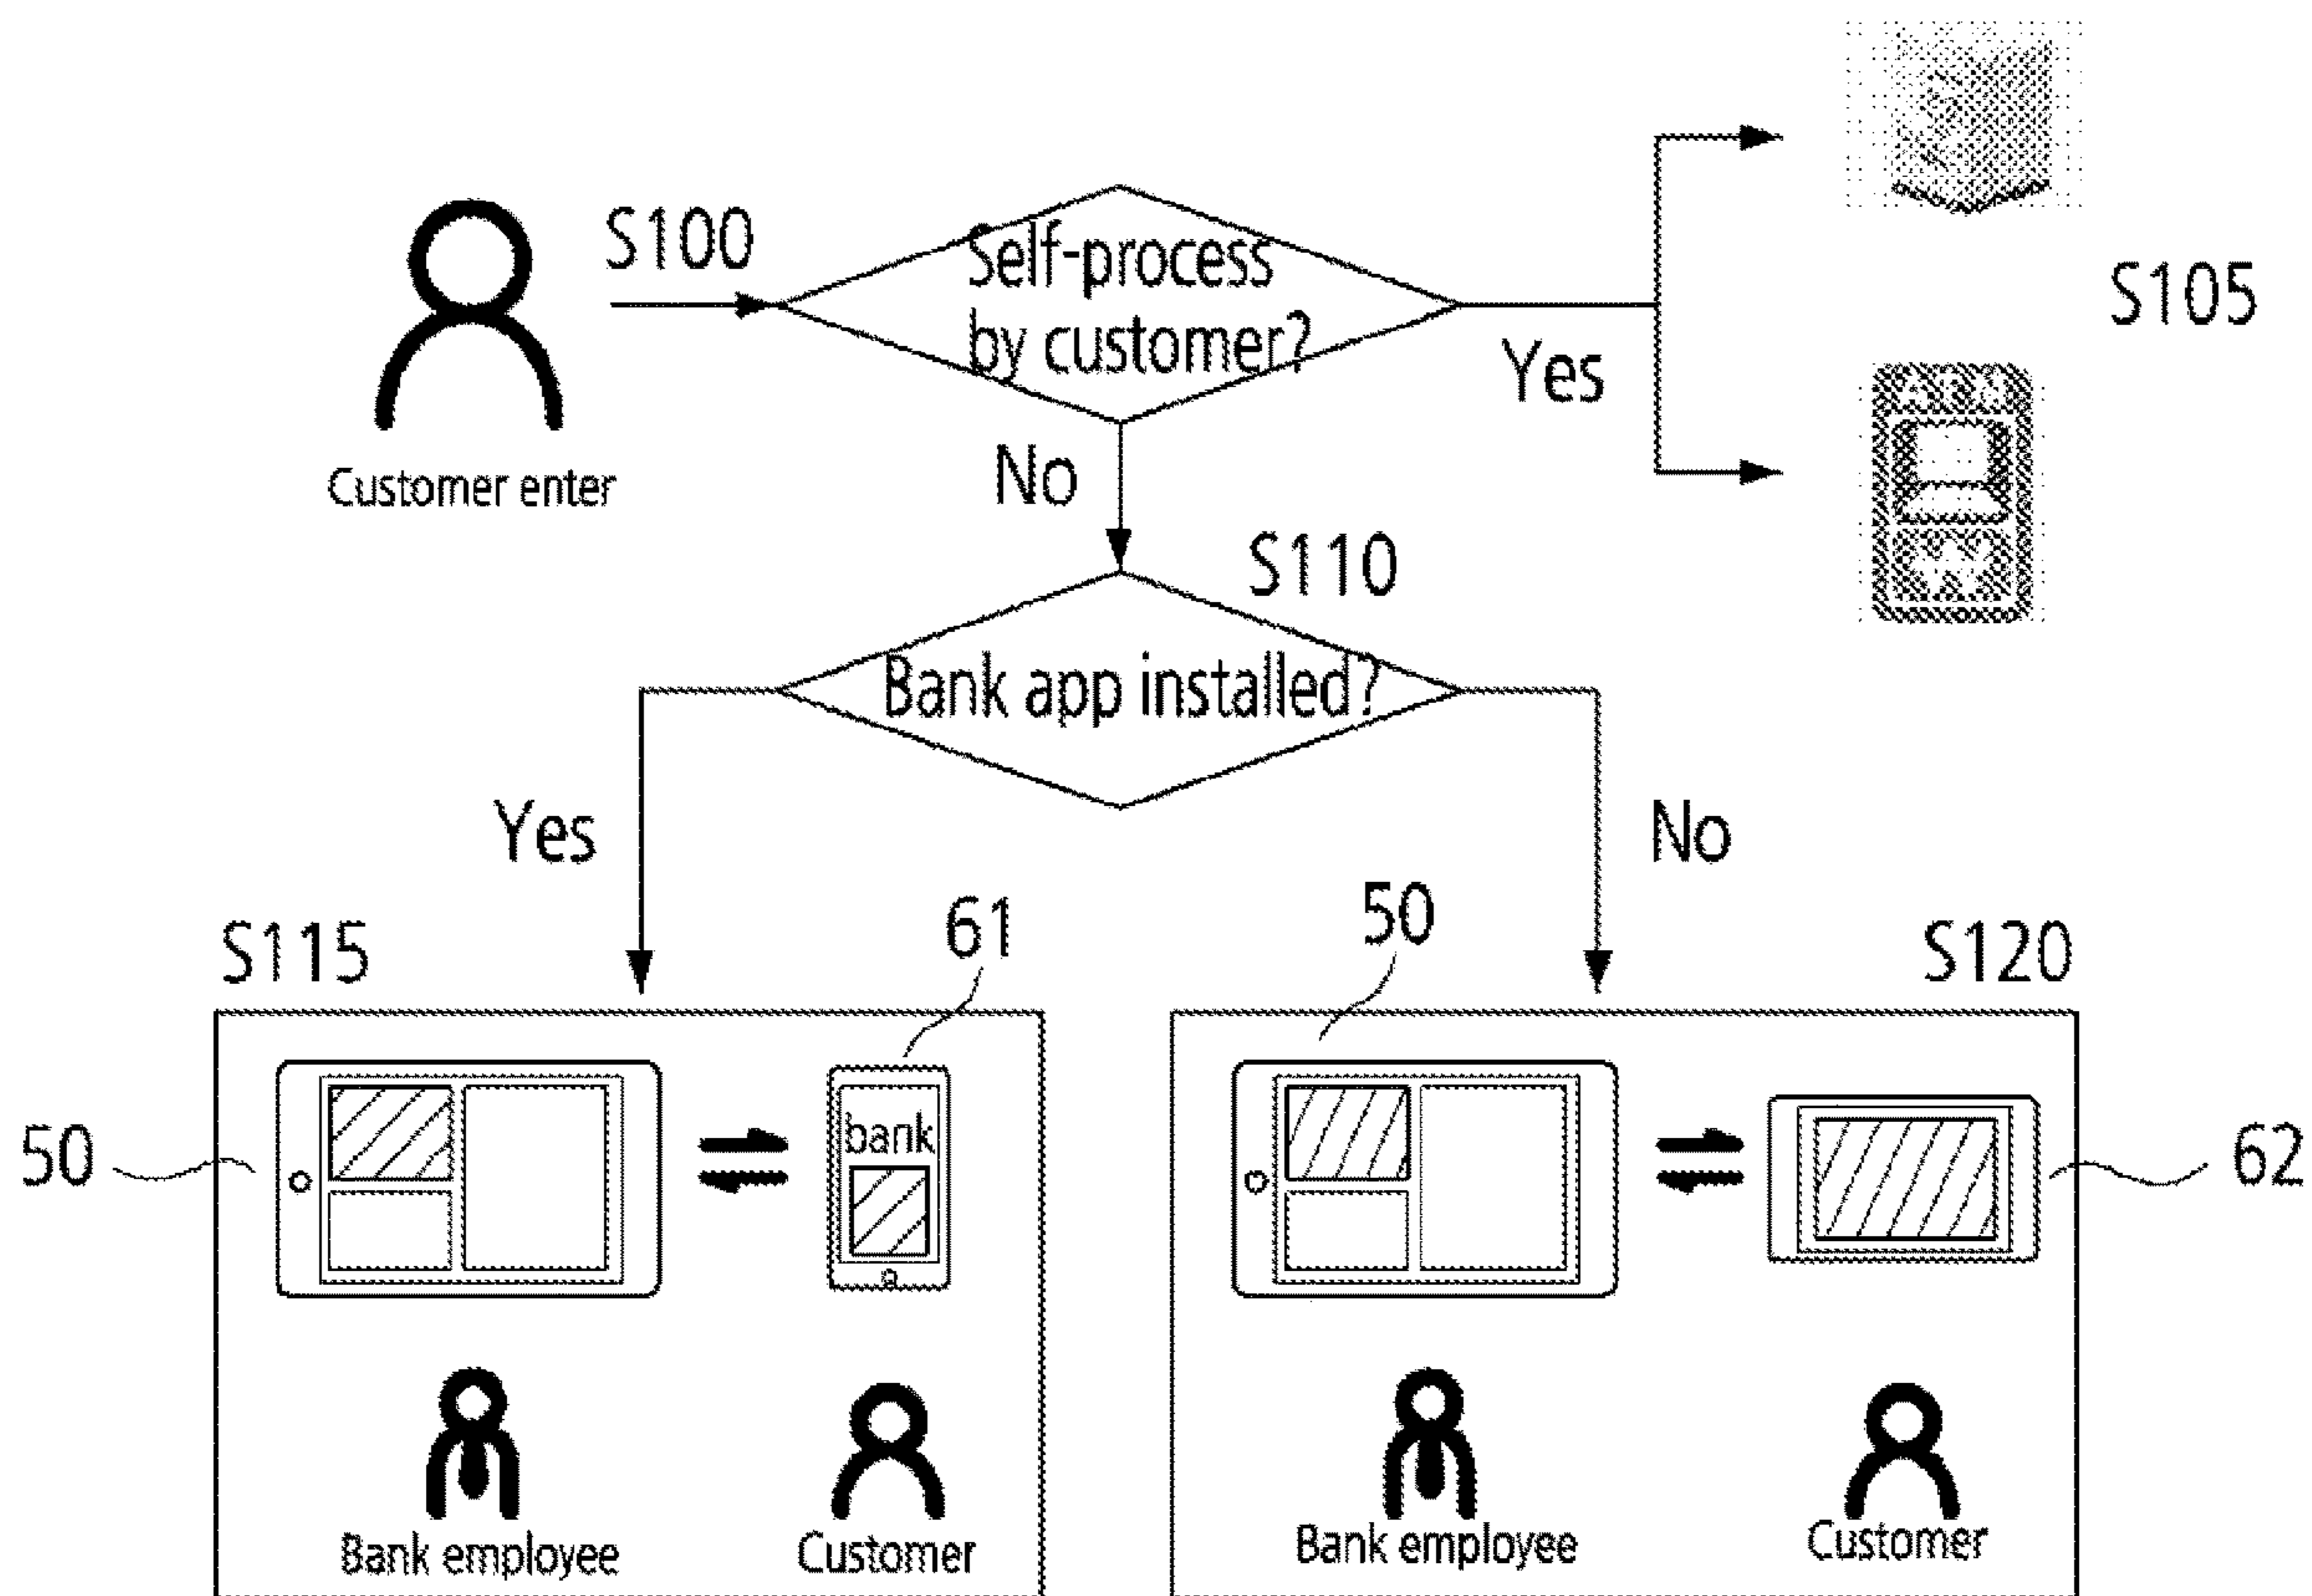 S100
Self-process
by customer?
Yes
S105
ATM
Customer enter
No
S110
Bank app installed?
Yes
No
S115
61
50
S120
50
bank
62
Bank employee
Customer
Bank employee
Customer